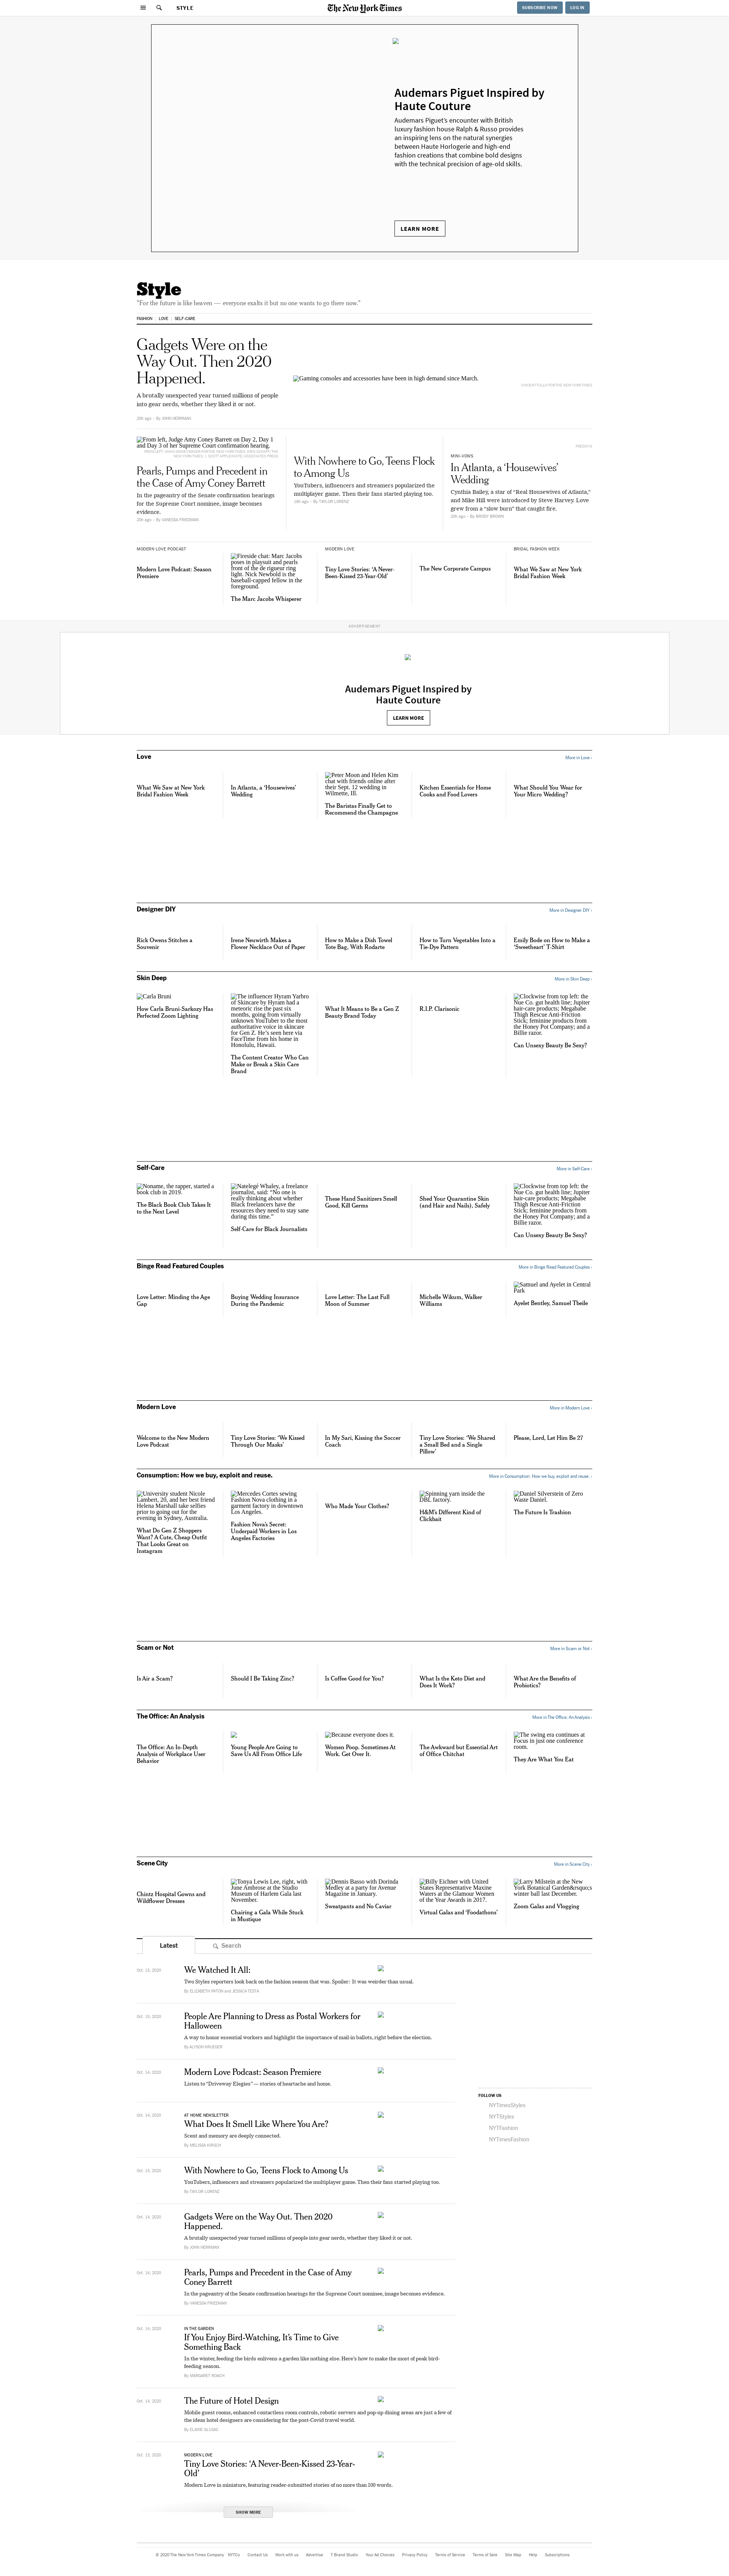 STYLE
The New York Times
SUBSCRIBE NOW
LOG IN
Audemars Piguet Inspired by
Haute Couture
Audemars Piguet's encounter with British
luxury fashion house Ralph & Russo provides
an inspiring lens on the natural synergies
between Haute Horlogerie and high-end
fashion creations that combine bold designs
with the technical precision of age-old skills.
LEARN MORE
Style
"For the future is like heaven — everyone exalts it but no one wants to go there now."
FASHION | LOVE | SELF-CARE
Gadgets Were on the
Way Out. Then 2020
Happened.
A brutally unexpected year turned millions of people
into gear nerds, whether they liked it or not.
20h ago · By JOHN HERRMAN
Gaming consoles and accessories have been in high demand since March.
From left, Judge Amy Coney Barrett on Day 2, Day 1
and Day 3 of her Supreme Court confirmation hearing.
Pearls, Pumps and Precedent in
the Case of Amy Coney Barrett
In the pageantry of the Senate confirmation hearings
for the Supreme Court nominee, image becomes
evidence.
20h ago · By VANESSA FRIEDMAN
With Nowhere to Go, Teens Flock
to Among Us
YouTubers, influencers and streamers popularized the
multiplayer game. Then their fans started playing too.
19h ago · By TAYLOR LORENZ
MINI-VOWS
In Atlanta, a 'Housewives'
Wedding
Cynthia Bailey, a star of "Real Housewives of Atlanta,"
and Mike Hill were introduced by Steve Harvey. Love
grew from a "slow burn" that caught fire.
By BRODY BROWN
MODERN LOVE PODCAST
Modern Love Podcast: Season
Premiere
Fireside chat: Marc Jacobs
poses in playsuit and pearls
front of the de rigueur ring
light. Nick Newbold is the
baseball-capped fellow in the
foreground.
The Marc Jacobs Whisperer
MODERN LOVE
Tiny Love Stories: 'A Never-
Been-Kissed 23-Year-Old'
The New Corporate Campus
BRIDAL FASHION WEEK
What We Saw at New York
Bridal Fashion Week
ADVERTISEMENT
Audemars Piguet Inspired by
Haute Couture
LEARN MORE
Love
More in Love ›
What We Saw at New York
Bridal Fashion Week
In Atlanta, a 'Housewives'
Wedding
Peter Moon and Helen Kim
chat with friends online after
their Sept. 12 wedding in
Wilmette, Ill.
The Baristas Finally Get to
Recommend the Champagne
Kitchen Essentials for Home
Cooks and Food Lovers
What Should You Wear for
Your Micro Wedding?
Designer DIY
More in Designer DIY ›
Rick Owens Stitches a
Souvenir
Irene Neuwirth Makes a
Flower Necklace Out of Paper
How to Make a Dish Towel
Tote Bag, With Rodarte
How to Turn Vegetables Into a
Tie-Dye Pattern
Emily Bode on How to Make a
'Sweetheart' T-Shirt
Skin Deep
More in Skin Deep ›
Carla Bruni
How Carla Bruni-Sarkozy Has
Perfected Zoom Lighting
The influencer Hyram Yarbro
of Skincare by Hyram had a
meteoric rise the past six
months, going from virtually
unknown YouTuber to the most
authoritative voice in skincare
for Gen Z. He's seen here via
FaceTime from his home in
Honolulu, Hawaii.
The Content Creator Who Can
Make or Break a Skin Care
Brand
What It Means to Be a Gen Z
Beauty Brand Today
R.I.P. Clarisonic
Clockwise from top left: the
Nue Co. gut health line; Jupiter
hair-care products; Megababe
Thigh Rescue Anti-Friction
Stick; feminine products from
the Honey Pot Company; and a
Billie razor.
Can Unsexy Beauty Be Sexy?
Self-Care
More in Self-Care ›
Noname, the rapper, started a
book club in 2019.
The Black Book Club Takes It
to the Next Level
Natelegé Whaley, a freelance
journalist, said: "No one is
really thinking about whether
Black freelancers have the
resources they need to stay sane
during this time."
Self-Care for Black Journalists
These Hand Sanitizers Smell
Good, Kill Germs
Shed Your Quarantine Skin
(and Hair and Nails), Safely
Clockwise from top left: the
Nue Co. gut health line; Jupiter
hair-care products; Megababe
Thigh Rescue Anti-Friction
Stick; feminine products from
the Honey Pot Company; and a
Billie razor.
Can Unsexy Beauty Be Sexy?
Binge Read Featured Couples
More in Binge Read Featured Couples ›
Love Letter: Minding the Age
Gap
Buying Wedding Insurance
During the Pandemic
Love Letter: The Last Full
Moon of Summer
Michelle Wikum, Walker
Williams
Samuel and Ayelet in Central
Park
Ayelet Bentley, Samuel Theile
Modern Love
More in Modern Love ›
Welcome to the New Modern
Love Podcast
Tiny Love Stories: 'We Kissed
Through Our Masks'
In My Sari, Kissing the Soccer
Coach
Tiny Love Stories: 'We Shared
a Small Bed and a Single
Pillow'
Please, Lord, Let Him Be 27
Consumption: How we buy, exploit and reuse.
More in Consumption: How we buy, exploit and reuse. ›
University student Nicole
Lambert, 20, and her best friend
Helena Marshall take selfies
prior to going out for the
evening in Sydney, Australia.
What Do Gen Z Shoppers
Want? A Cute, Cheap Outfit
That Looks Great on
Instagram
Mercedes Cortes sewing
Fashion Nova clothing in a
garment factory in downtown
Los Angeles.
Fashion Nova's Secret:
Underpaid Workers in Los
Angeles Factories
Who Made Your Clothes?
Spinning yarn inside the
DBL factory.
H&M's Different Kind of
Clickbait
Daniel Silverstein of Zero
Waste Daniel.
The Future Is Trashion
Scam or Not
More in Scam or Not ›
Is Air a Scam?
Should I Be Taking Zinc?
Is Coffee Good for You?
What Is the Keto Diet and
Does It Work?
What Are the Benefits of
Probiotics?
The Office: An Analysis
More in The Office: An Analysis ›
The Office: An In-Depth
Analysis of Workplace User
Behavior
Young People Are Going to
Save Us All From Office Life
Because everyone does it.
Women Poop. Sometimes At
Work. Get Over It.
The Awkward but Essential Art
of Office Chitchat
The swing era continues at
Focus in just one conference
room.
They Are What You Eat
Scene City
More in Scene City ›
Chintz Hospital Gowns and
Wildflower Dresses
Tonya Lewis Lee, right, with
June Ambrose at the Studio
Museum of Harlem Gala last
November.
Chairing a Gala While Stuck
in Mustique
Dennis Basso with Dorinda
Medley at a party for Avenue
Magazine in January.
Sweatpants and No Caviar
Billy Eichner with United
States Representative Maxine
Waters at the Glamour Women
of the Year Awards in 2017.
Virtual Galas and 'Foodathons'
Larry Milstein at the New
York Botanical Garden&rsquo;s
winter ball last December.
Zoom Galas and Vlogging
Latest
Search
Oct. 15, 2020
We Watched It All:
Two Styles reporters look back on the fashion season that was. Spoiler: It was weirder than usual.
By ELIZABETH PATON and JESSICA TESTA
Oct. 15, 2020
People Are Planning to Dress as Postal Workers for
Halloween
A way to honor essential workers and highlight the importance of mail-in ballots, right before the election.
By ALYSON KRUEGER
Oct. 14, 2020
Modern Love Podcast: Season Premiere
Listen to "Driveway Elegies" — stories of heartache and home.
Oct. 14, 2020
AT HOME NEWSLETTER
What Does It Smell Like Where You Are?
Scent and memory are deeply connected.
By MELISSA KIRSCH
Oct. 14, 2020
With Nowhere to Go, Teens Flock to Among Us
YouTubers, influencers and streamers popularized the multiplayer game. Then their fans started playing too.
By TAYLOR LORENZ
Oct. 14, 2020
Gadgets Were on the Way Out. Then 2020
Happened.
A brutally unexpected year turned millions of people into gear nerds, whether they liked it or not.
By JOHN HERRMAN
Oct. 14, 2020
Pearls, Pumps and Precedent in the Case of Amy
Coney Barrett
In the pageantry of the Senate confirmation hearings for the Supreme Court nominee, image becomes evidence.
By VANESSA FRIEDMAN
Oct. 14, 2020
IN THE GARDEN
If You Enjoy Bird-Watching, It's Time to Give
Something Back
In the winter, feeding the birds enlivens a garden like nothing else. Here's how to make the most of peak bird-
feeding season.
By MARGARET ROACH
Oct. 14, 2020
The Future of Hotel Design
Mobile guest rooms, enhanced contactless room controls, robotic servers and pop-up dining areas are just a few of
the ideas hotel designers are considering for the post-Covid travel world.
By ELAINE GLUSAC
Oct. 13, 2020
MODERN LOVE
Tiny Love Stories: 'A Never-Been-Kissed 23-Year-
Old'
Modern Love in miniature, featuring reader-submitted stories of no more than 100 words.
SHOW MORE
FOLLOW US
NYTimesStyles
NYTStyles
NYTFashion
NYTimesFashion
© 2020 The New York Times Company NYTCo Contact Us Work with us Advertise T Brand Studio Your Ad Choices Privacy Policy Terms of Service Terms of Sale Site Map Help Subscriptions